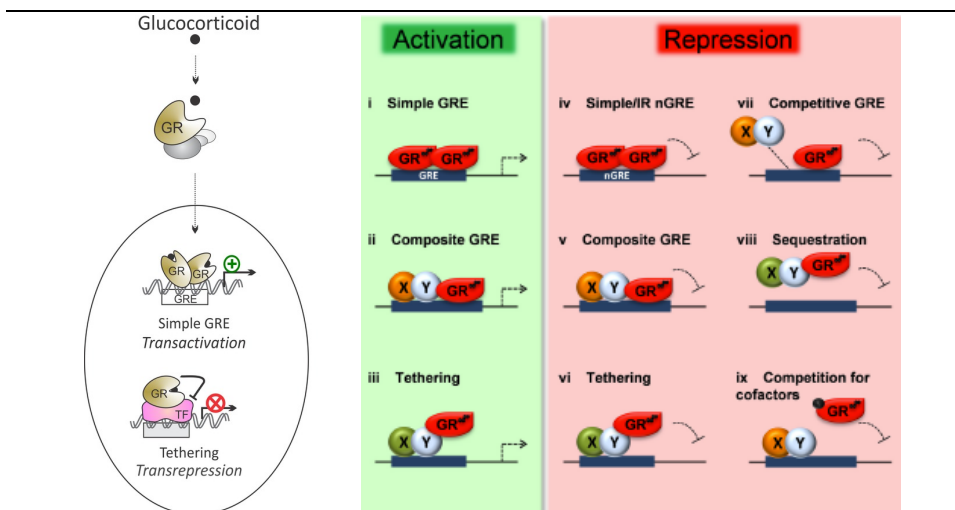 Glucocorticoid
GR
GR
GR
GRE
Simple GRE
Transactivation
GR
TF
Tethering
Transrepression
Activation
Repression
i Simple GRE
GR GR
GRE
iv Simple/IR nGRE
GR GR
nGRE
vii Competitive GRE
X Y
GR
ii Composite GRE
X Y GR
v Composite GRE
X Y GR
viii Sequestration
X Y GR
iii Tethering
X Y GR
vi Tethering
X Y GR
ix Competition for
cofactors
GR
X Y